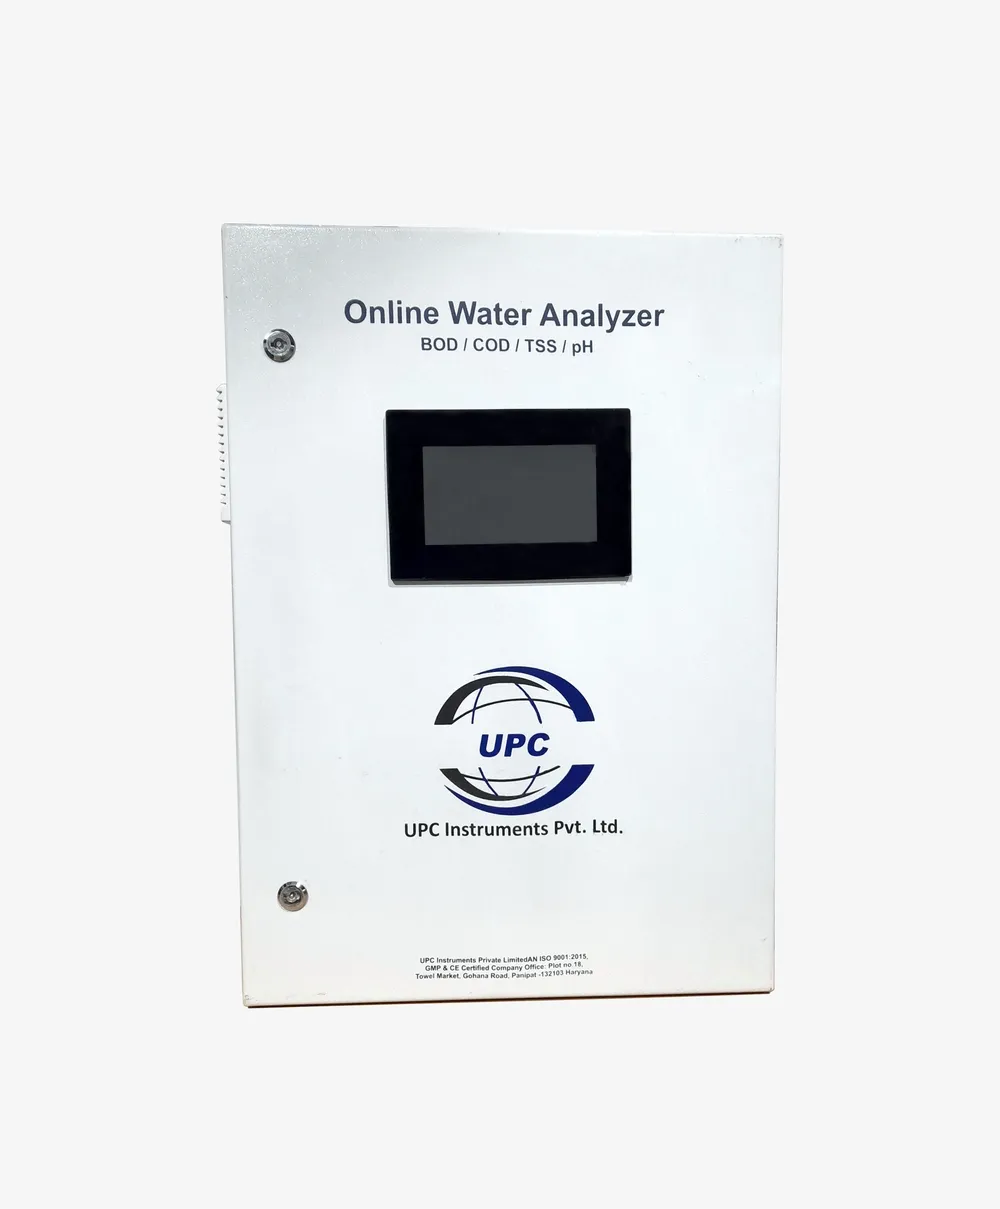 Online Water Analyzer
BOD / COD / TSS / pH
UPC
UPC Instruments Pvt. Ltd.
UPC Instruments Private LimitedAN ISO 9001:2015,
GMP & CE Certified Company Office: Plot no 18,
Towel Market, Gohana Road, Panipat -132103 Haryana